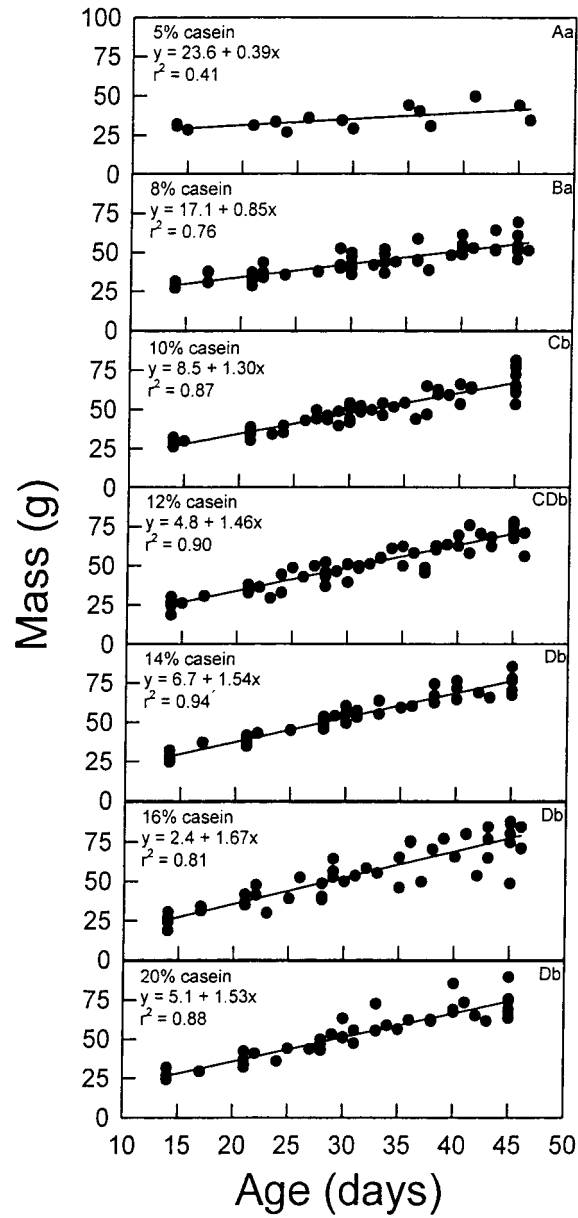 100
5% casein Aa
y = 23.6 + 0.39x
75
r² = 0.41
50
25
0
8% casein Ba
75
y = 17.1 + 0.85x
r² = 0.76
50
25
0
10% casein Cb
75
y = 8.5 + 1.30x
r² = 0.87
50
25
0
12% casein CDb
75
y = 4.8 + 1.46x
r² = 0.90
50
25
0
14% casein Db
75
y = 6.7 + 1.54x
r² = 0.94
50
25
0
16% casein Db
75
y = 2.4 + 1.67x
r² = 0.81
50
25
0
20% casein Db
75
y = 5.1 + 1.53x
r² = 0.88
50
25
0
Mass (g)
10 15 20 25 30 35 40 45 50
Age (days)